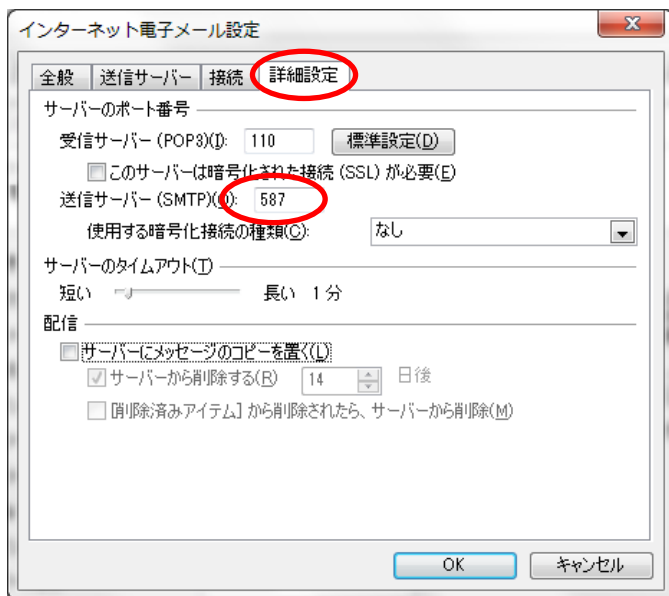 インターネット電子メール設定
全般 送信サーバー 接続 詳細設定
サーバーのポート番号
受信サーバー (POP3)(I): 110 標準設定(D)
このサーバーは暗号化された接続 (SSL) が必要(E)
送信サーバー (SMTP)(O): 587
使用する暗号化接続の種類(C): なし
サーバーのタイムアウト(T)
短い 長い 1 分
配信
サーバーにメッセージのコピーを置く(L)
サーバーから削除する(R) 14 日後
[削除済みアイテム] から削除されたら、サーバーから削除(M)
OK キャンセル